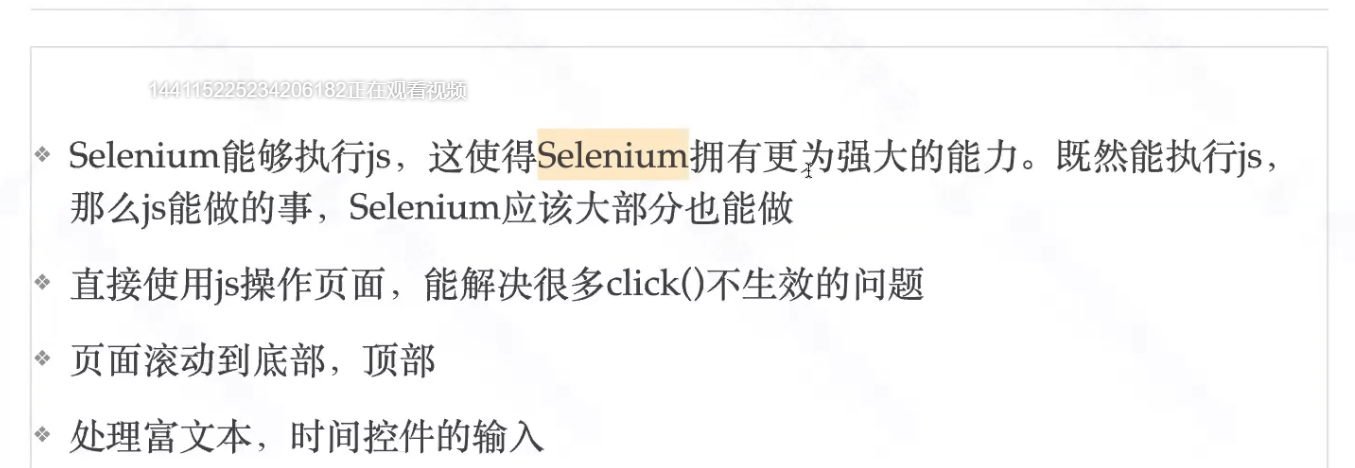 144115225234206182正在观看视频
❖ Selenium能够执行js，这使得Selenium拥有更为强大的能力。既然能执行js，
那么js能做的事，Selenium应该大部分也能做
❖ 直接使用js操作页面，能解决很多click()不生效的问题
❖ 页面滚动到底部，顶部
❖ 处理富文本，时间控件的输入